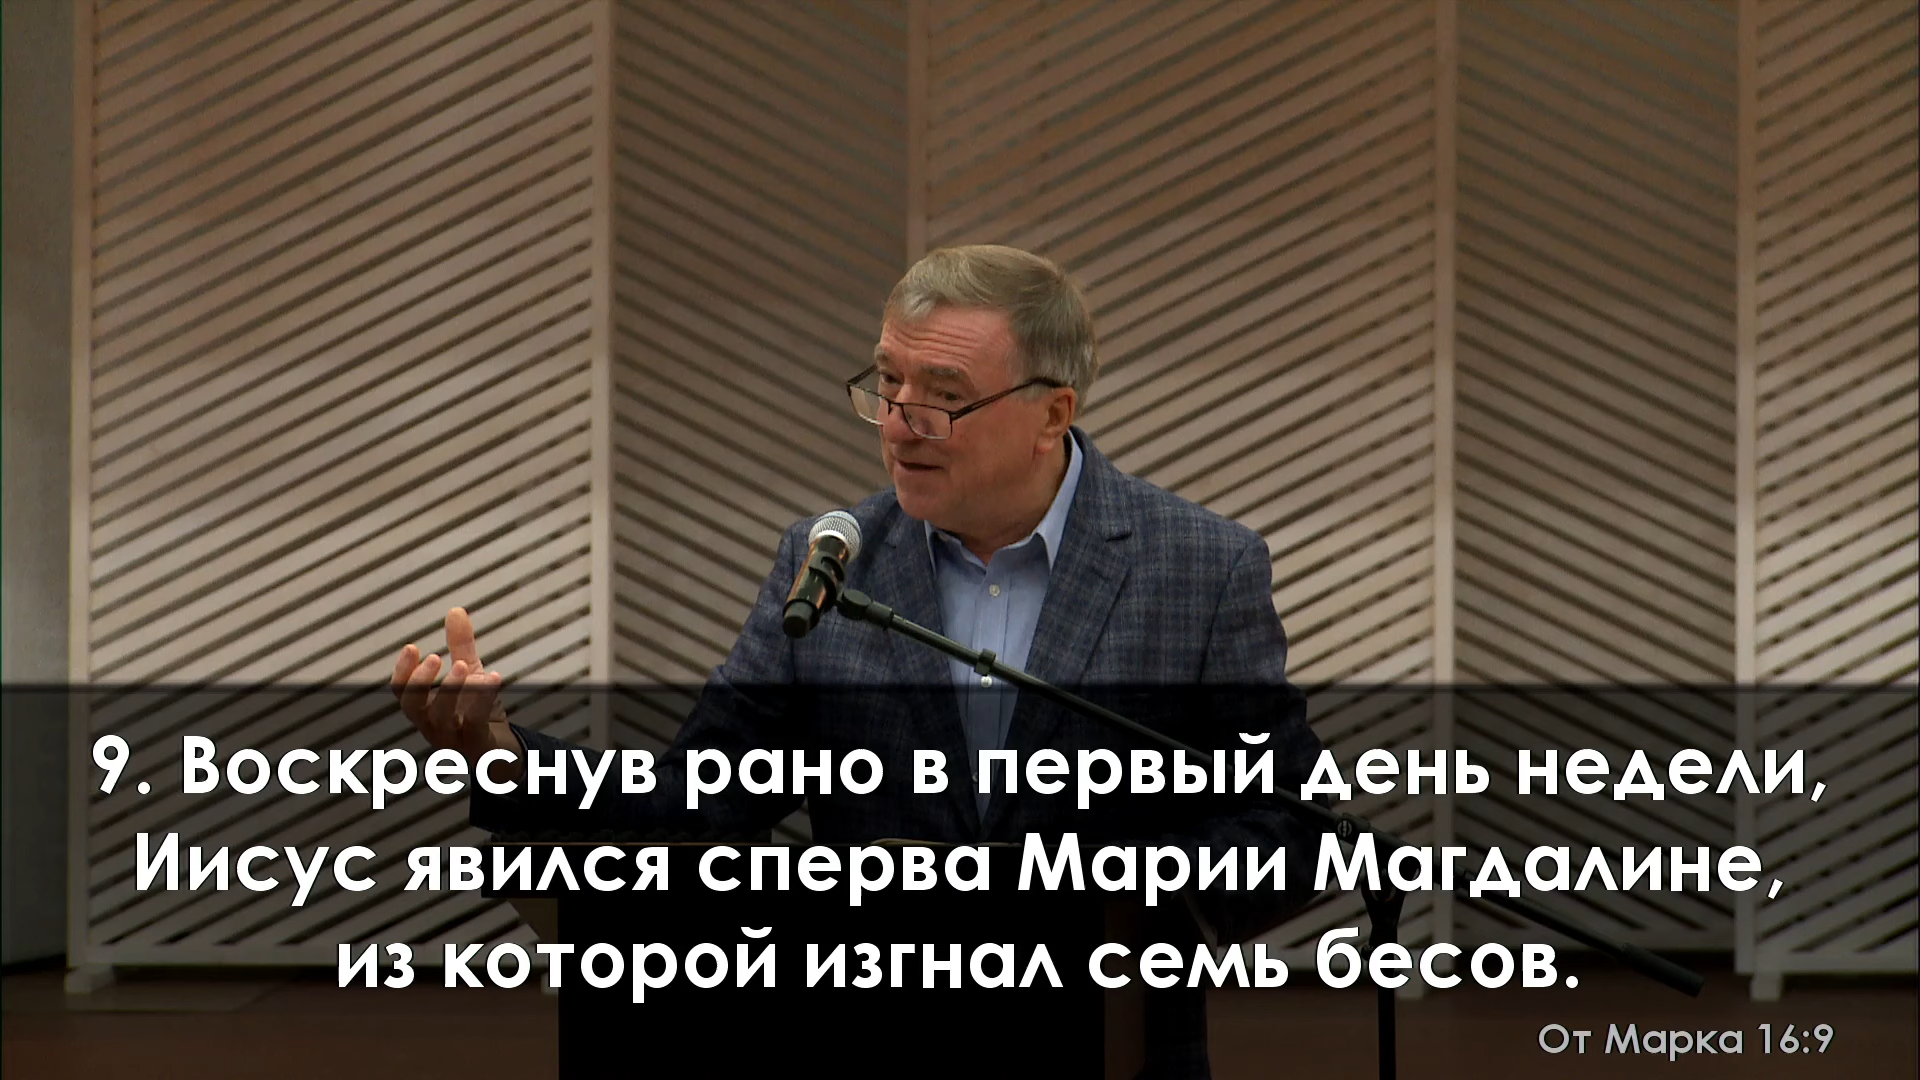 9. Воскреснув рано в первый день недели,
Иисус явился сперва Марии Магдалине,
из которой изгнал семь бесов.
От Марка 16:9